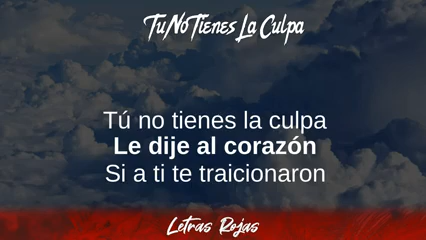 Tu No Tienes La Culpa
Tú no tienes la culpa
Le dije al corazón
Si a ti te traicionaron
Letras Rojas